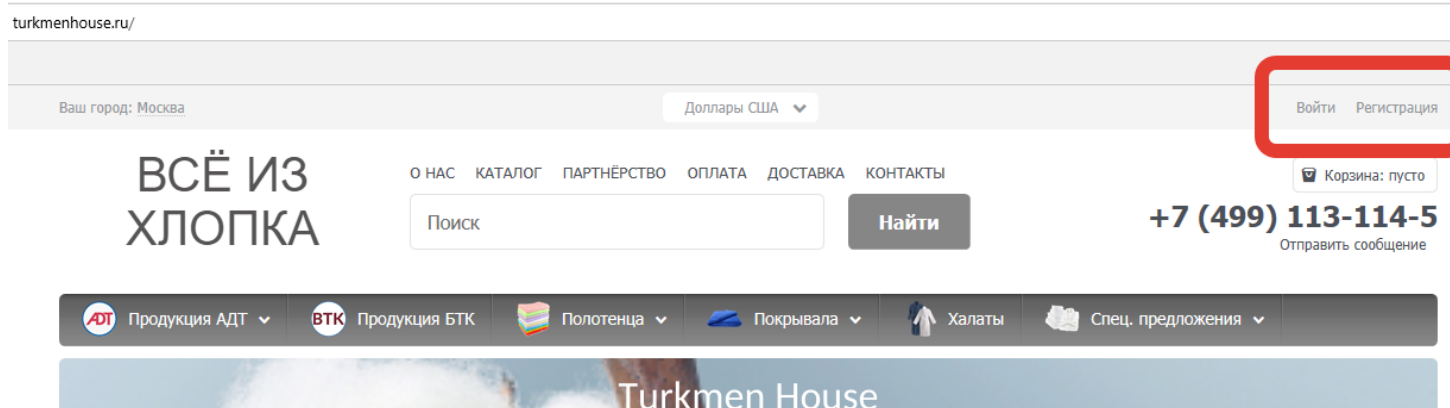 turkmenhouse.ru/
Ваш город: Москва
Доллары США
Войти Регистрация
ВСЁ ИЗ
ХЛОПКА
О НАС КАТАЛОГ ПАРТНЁРСТВО ОПЛАТА ДОСТАВКА КОНТАКТЫ
Поиск
Найти
Корзина: пусто
+7 (499) 113-114-5
Отправить сообщение
АДТ Продукция АДТ ВТК Продукция БТК Полотенца Покрывала Халаты Спец. предложения
Turkmen House